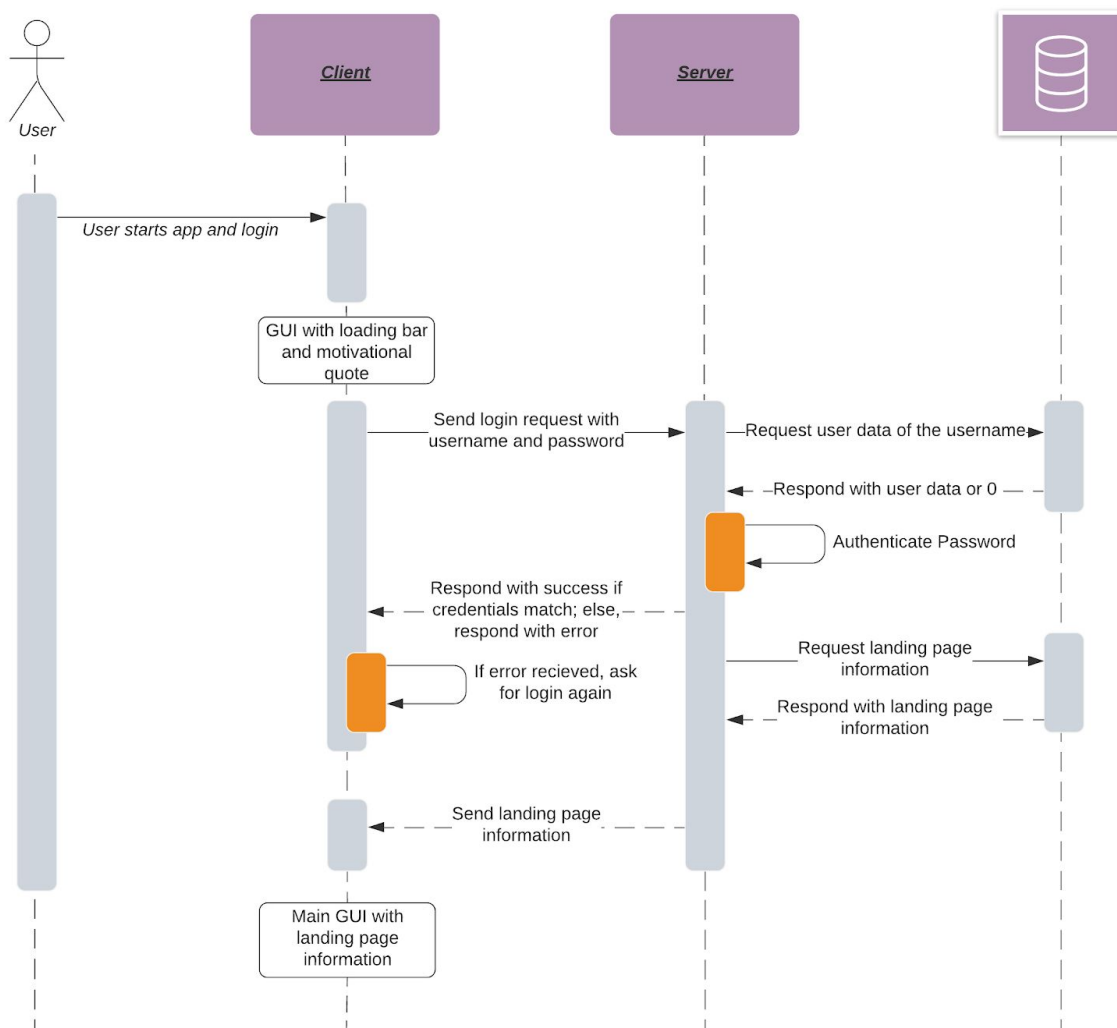 Client
Server
User
User starts app and login
GUI with loading bar
and motivational
quote
Send login request with
username and password
Request user data of the username
Respond with user data or 0
Authenticate Password
Respond with success if
credentials match; else,
respond with error
Request landing page
information
If error recieved, ask
for login again
Respond with landing page
information
Send landing page
information
Main GUI with
landing page
information